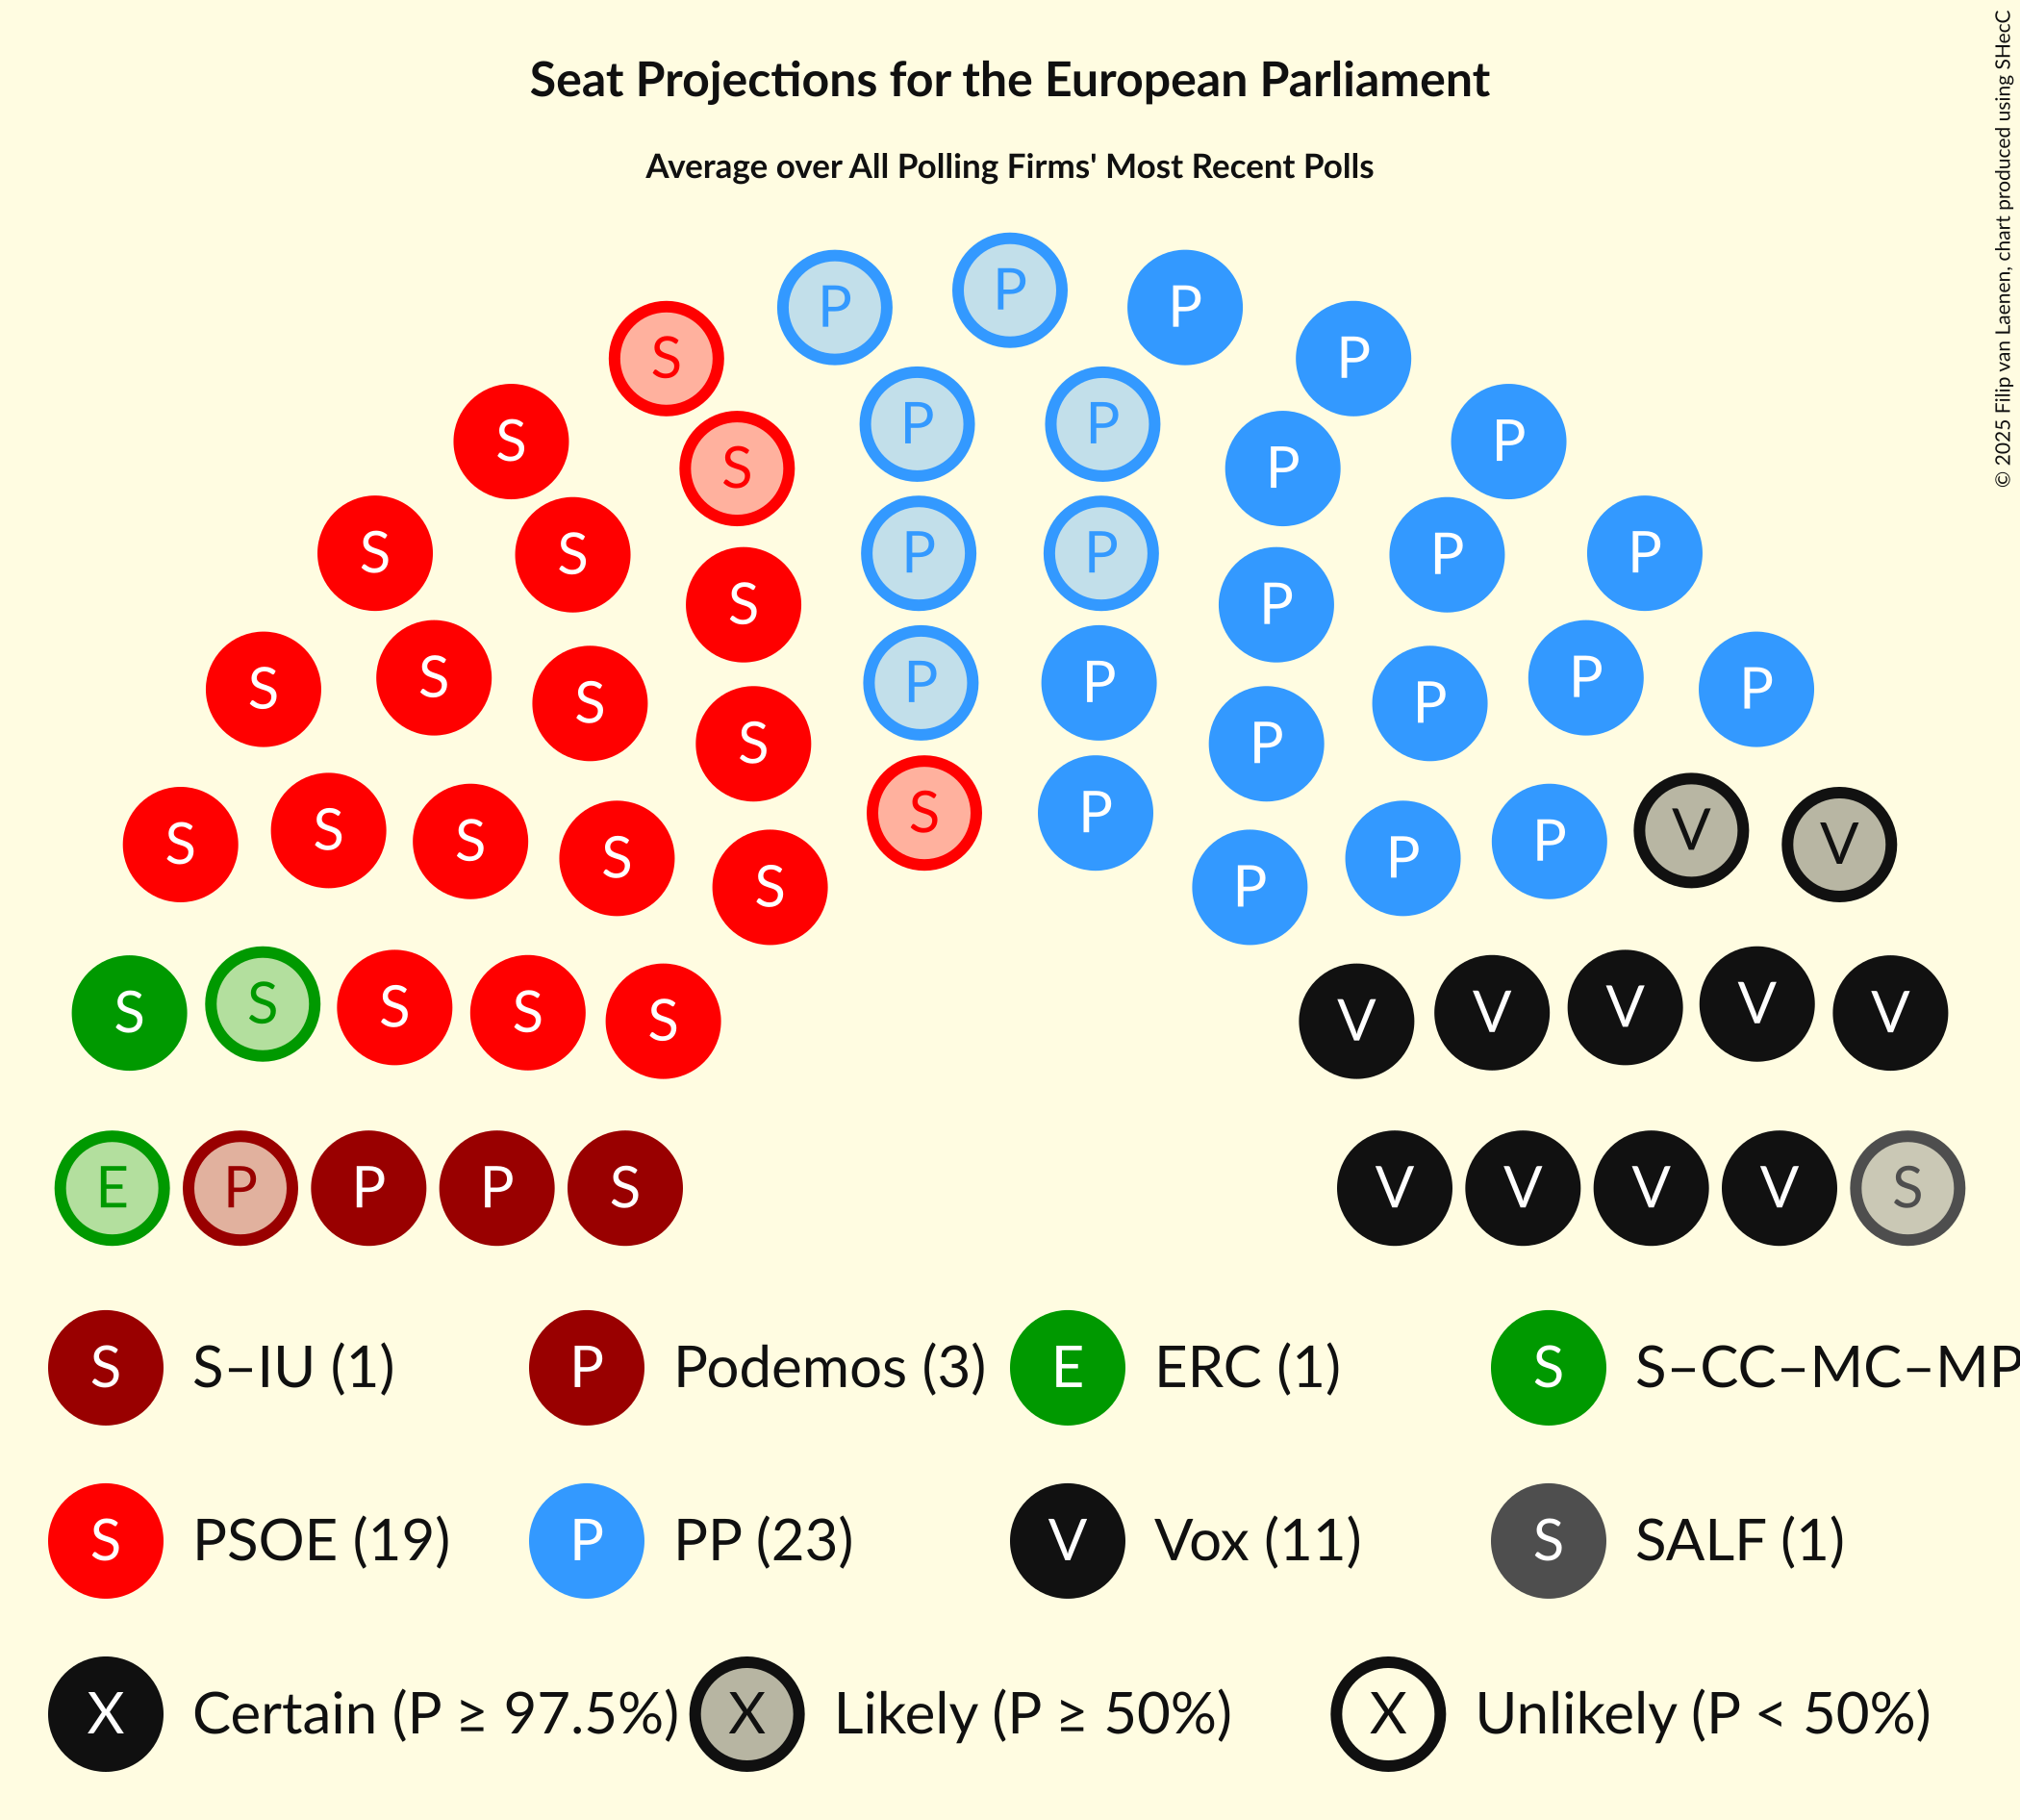 Seat Projections for the European Parliament
Average over All Polling Firms' Most Recent Polls
© 2025 Filip van Laenen, chart produced using SHecC
P P P
S P
P P
S P
S P
S S P P P P
S P
S S S P P P P P
S P
S P
S S S S P P V V
S P
S S S S S V V V V V
E P P P S V V V V S
S S–IU (1) P Podemos (3) E ERC (1) S S–CC–MC–MP
S PSOE (19) P PP (23) V Vox (11) S SALF (1)
X Certain (P ≥ 97.5%) X Likely (P ≥ 50%) X Unlikely (P < 50%)